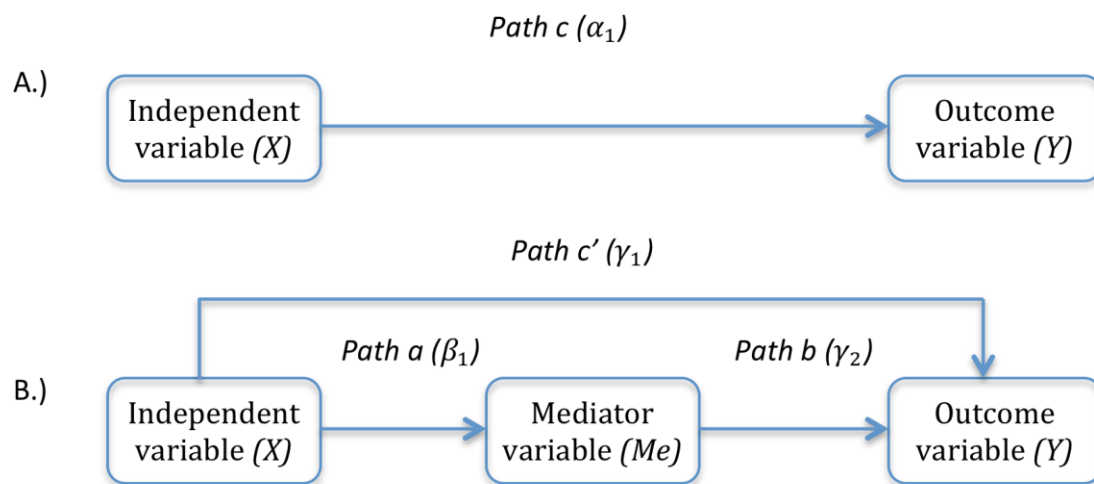 Path c (α₁)
A.)
Independent
variable (X)
Outcome
variable (Y)
Path c’ (γ₁)
Path a (β₁)
Path b (γ₂)
B.)
Independent
variable (X)
Mediator
variable (Me)
Outcome
variable (Y)